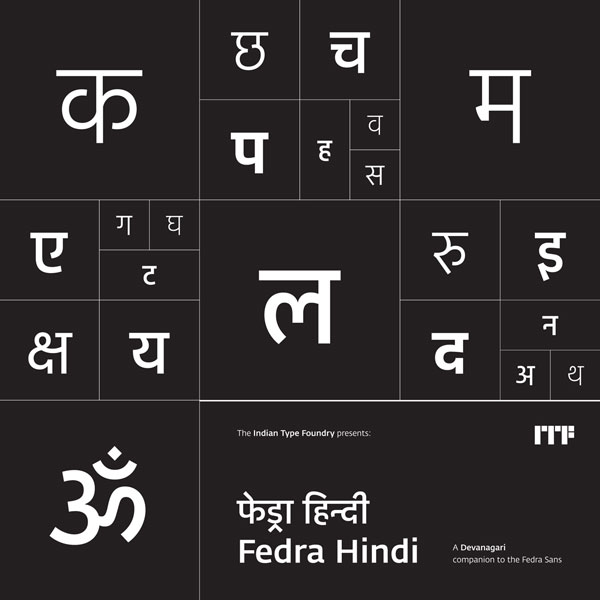 क
छ
च
म
प
ह
व
स
ए
ग
घ
ट
ल
रु
इ
क्ष
य
द
न
अ
थ
ॐ
The Indian Type Foundry presents:
ITF
फेड्रा हिन्दी
Fedra Hindi
A Devanagari
companion to the Fedra Sans